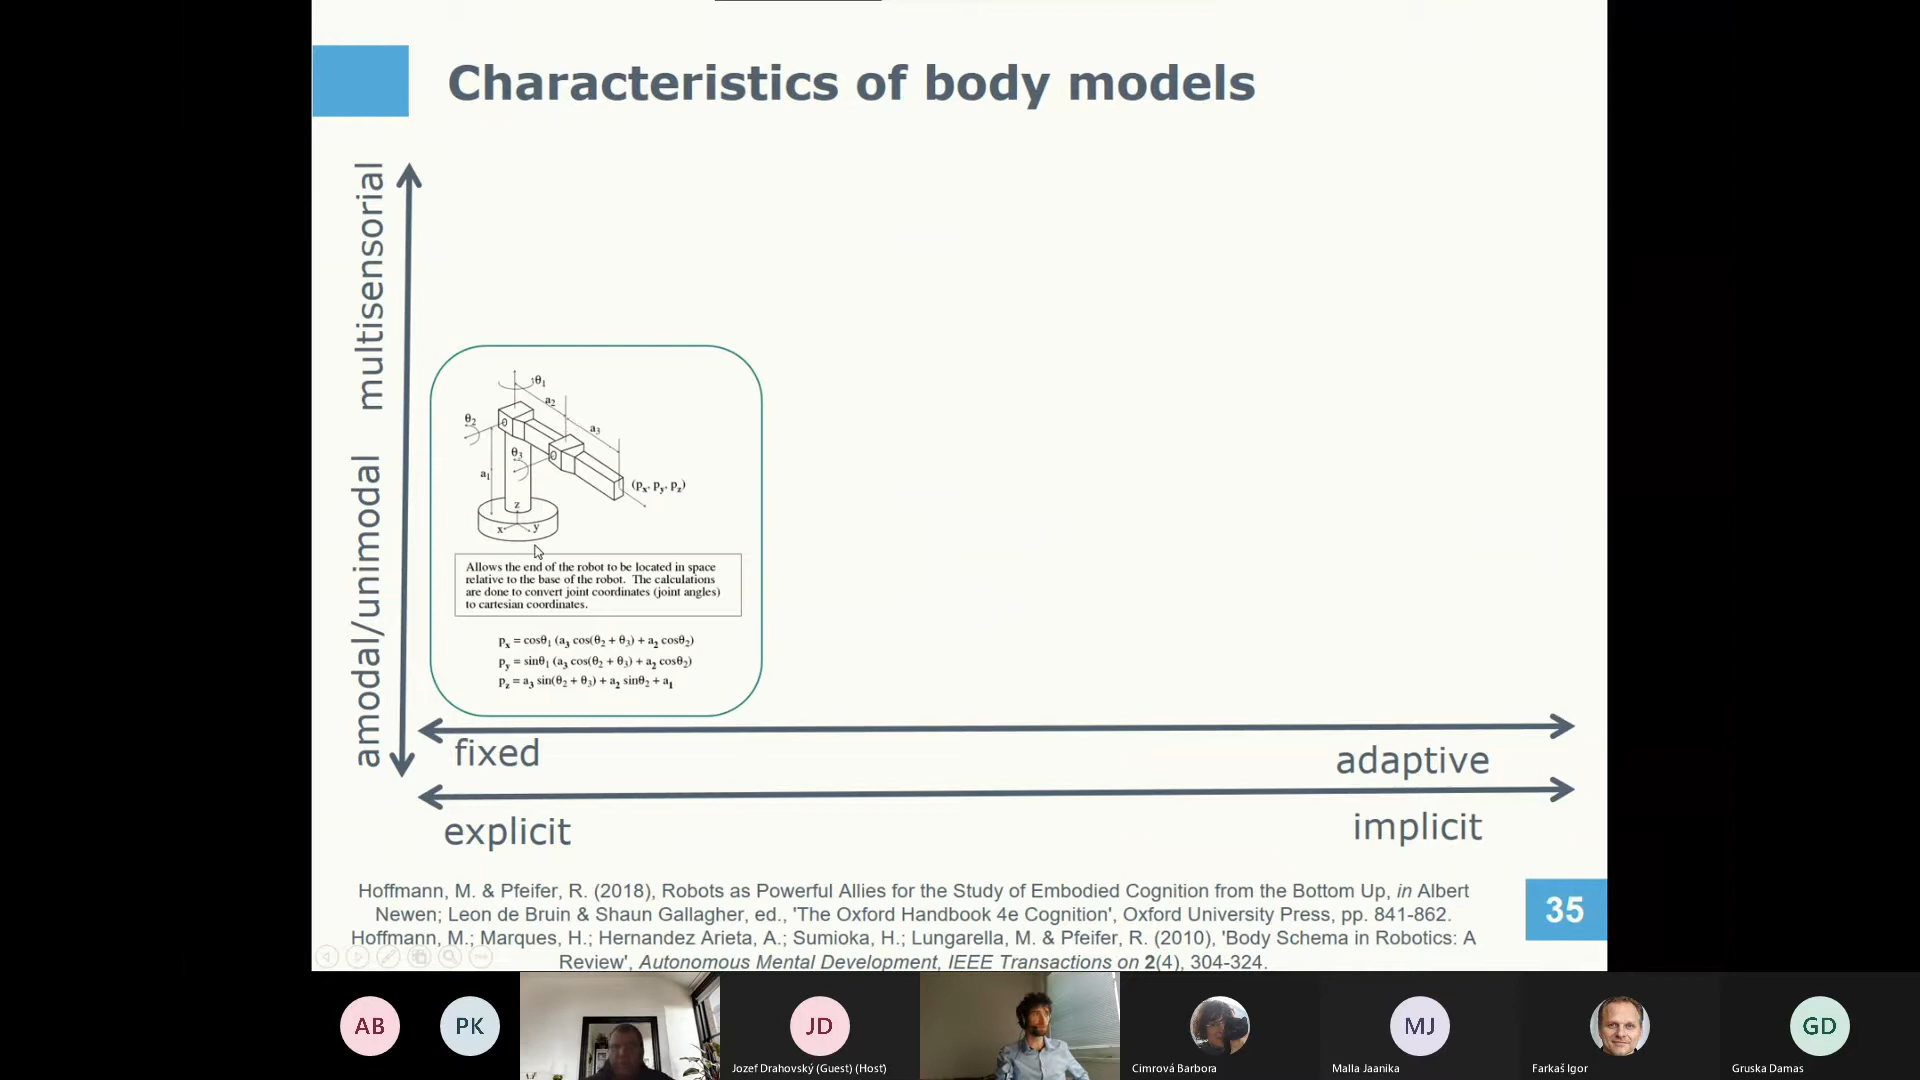 Characteristics of body models
multisensorial
amodal/unimodal
θ1
a2
θ2
a3
θ3
a1
(px, py, pz)
z
x
y
Allows the end of the robot to be located in space
relative to the base of the robot. The calculations
are done to convert joint coordinates (joint angles)
to cartesian coordinates.
px = cosθ1 (a3 cos(θ2 + θ3) + a2 cosθ2)
py = sinθ1 (a3 cos(θ2 + θ3) + a2 cosθ2)
pz = a3 sin(θ2 + θ3) + a2 sinθ2 + a1
fixed
adaptive
explicit
implicit
Hoffmann, M. & Pfeifer, R. (2018), Robots as Powerful Allies for the Study of Embodied Cognition from the Bottom Up, in Albert
Newen; Leon de Bruin & Shaun Gallagher, ed., 'The Oxford Handbook 4e Cognition', Oxford University Press, pp. 841-862.
Hoffmann, M.; Marques, H.; Hernandez Arieta, A.; Sumioka, H.; Lungarella, M. & Pfeifer, R. (2010), 'Body Schema in Robotics: A
Review', Autonomous Mental Development, IEEE Transactions on 2(4), 304-324.
35
AB
PK
JD
MJ
GD
Jozef Drahovský (Guest) (Host)
Cimrová Barbora
Malla Jaanika
Farkaš Igor
Gruska Damas